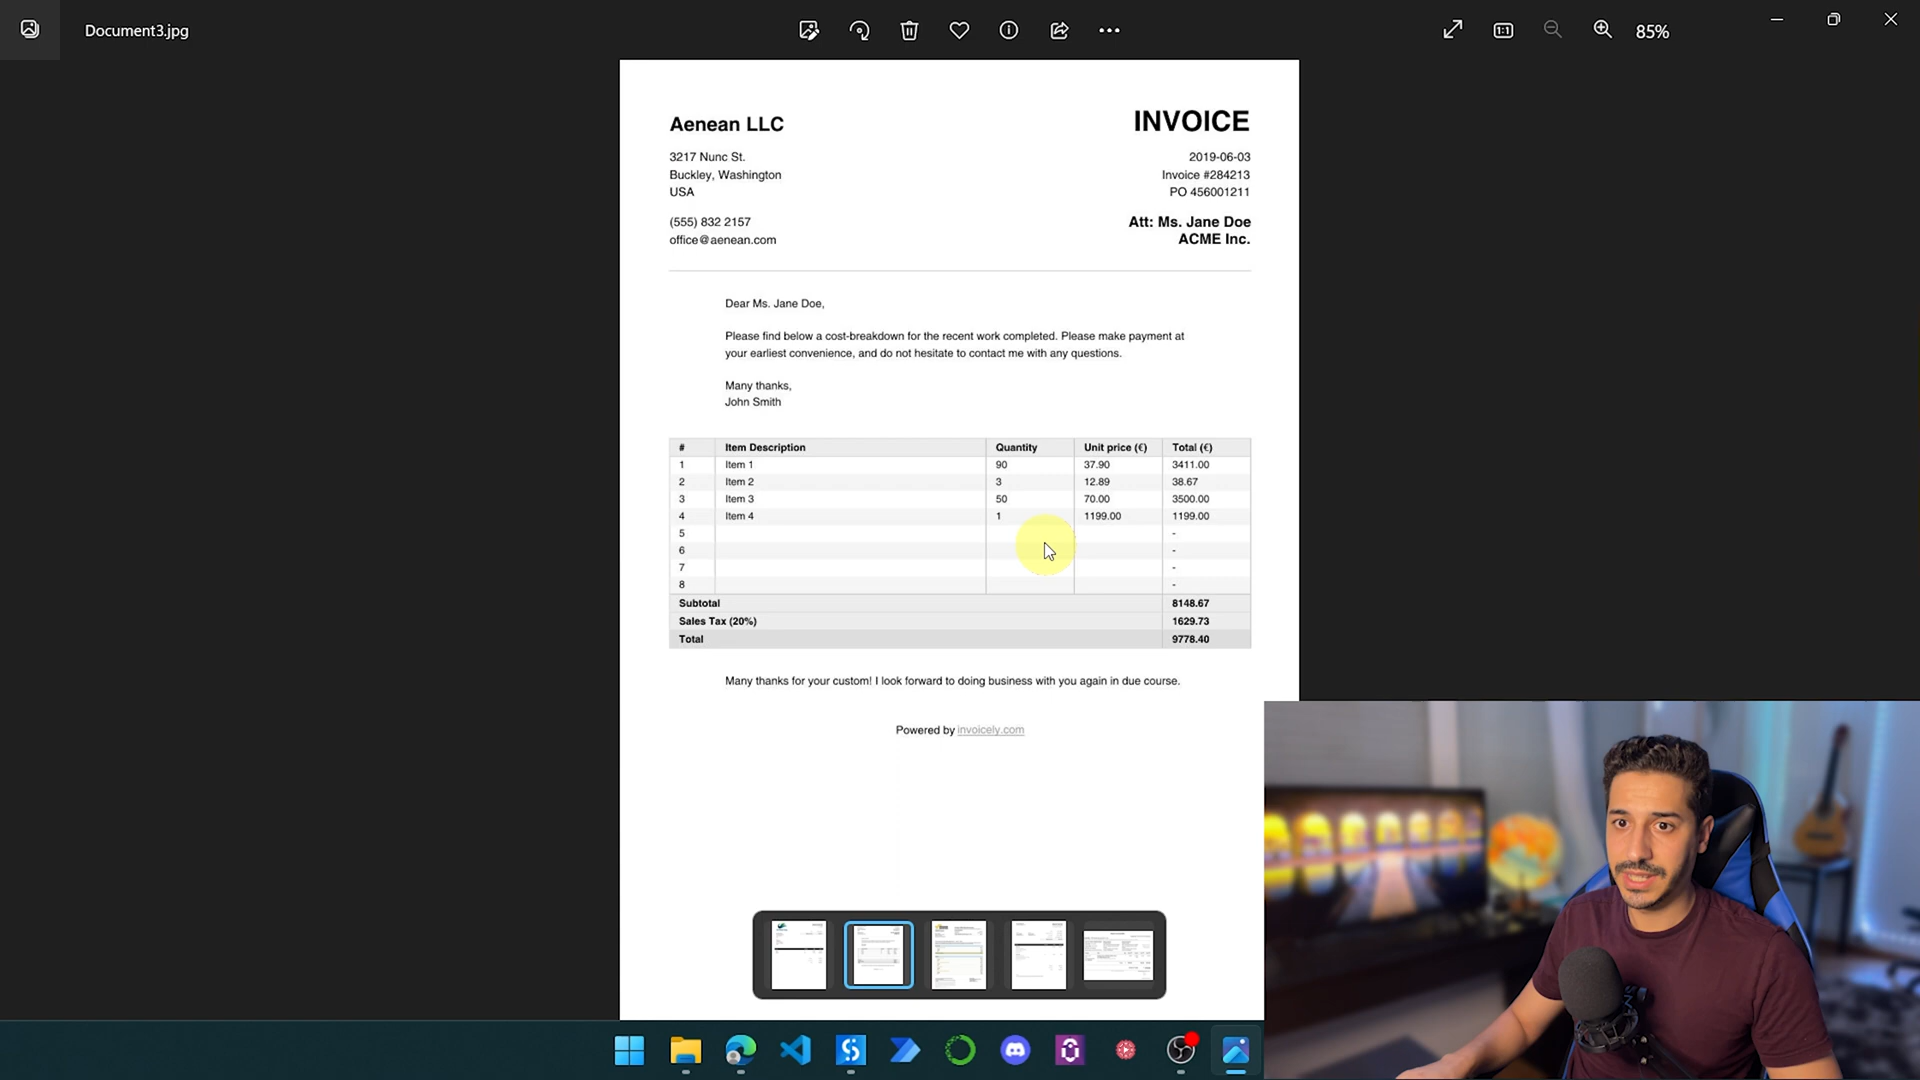 Document3.jpg
85%
Aenean LLC
INVOICE
3217 Nunc St.
Buckley, Washington
USA
2019-06-03
Invoice #284213
PO 456001211
(555) 832 2157
office@aenean.com
Att: Ms. Jane Doe
ACME Inc.
Dear Ms. Jane Doe,
Please find below a cost-breakdown for the recent work completed. Please make payment at
your earliest convenience, and do not hesitate to contact me with any questions.
Many thanks,
John Smith
# Item Description Quantity Unit price (€) Total (€)
1 Item 1 90 37.90 3411.00
2 Item 2 3 12.89 38.67
3 Item 3 50 70.00 3500.00
4 Item 4 1 1199.00 1199.00
5 -
6 -
7 -
8 -
Subtotal 8148.67
Sales Tax (20%) 1629.73
Total 9778.40
Many thanks for your custom! I look forward to doing business with you again in due course.
Powered by invoicely.com